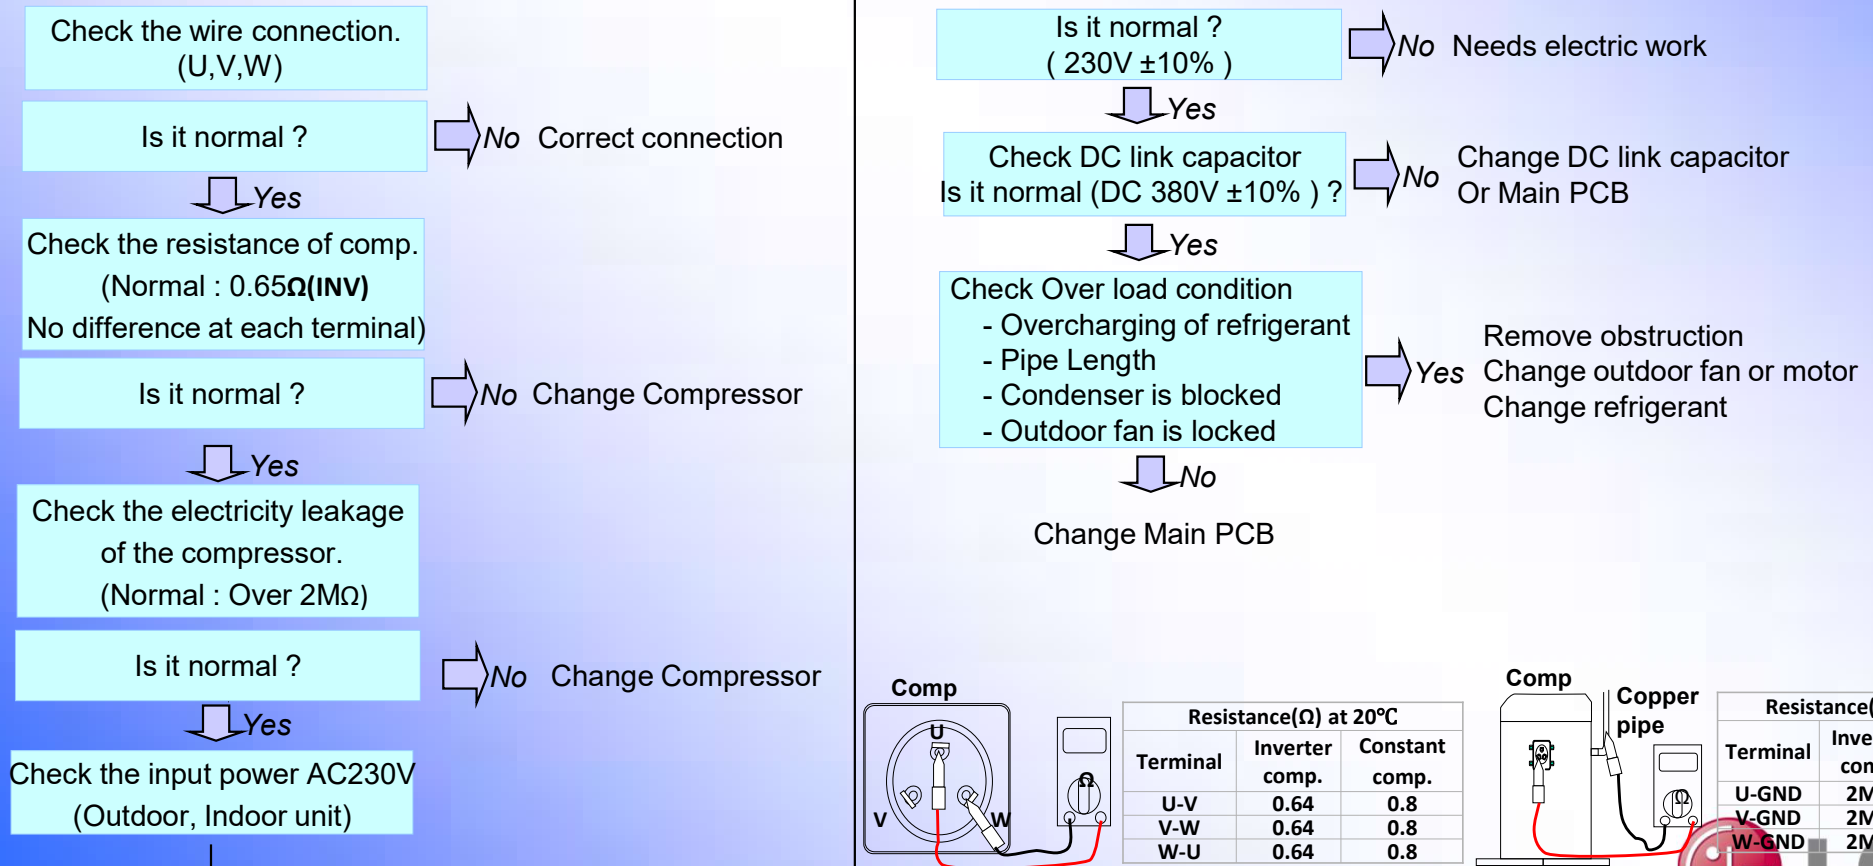 Check the wire connection.
(U,V,W)
Is it normal ?
No Correct connection
Yes
Check the resistance of comp.
(Normal : 0.65Ω(INV)
No difference at each terminal)
Is it normal ?
No Change Compressor
Yes
Check the electricity leakage
of the compressor.
(Normal : Over 2MΩ)
Is it normal ?
No Change Compressor
Yes
Check the input power AC230V
(Outdoor, Indoor unit)
Is it normal ?
( 230V ±10% )
No Needs electric work
Yes
Check DC link capacitor
Is it normal (DC 380V ±10% ) ?
No
Change DC link capacitor
Or Main PCB
Yes
Check Over load condition
- Overcharging of refrigerant
- Pipe Length
- Condenser is blocked
- Outdoor fan is locked
Yes
Remove obstruction
Change outdoor fan or motor
Change refrigerant
No
Change Main PCB
Comp
U
V
W
Ω
Resistance(Ω) at 20℃
Terminal Inverter comp. Constant comp.
U-V 0.64 0.8
V-W 0.64 0.8
W-U 0.64 0.8
Comp
Copper
pipe
Ω
Resistance(
Terminal
U-GND 2M
V-GND 2M
W-GND 2M